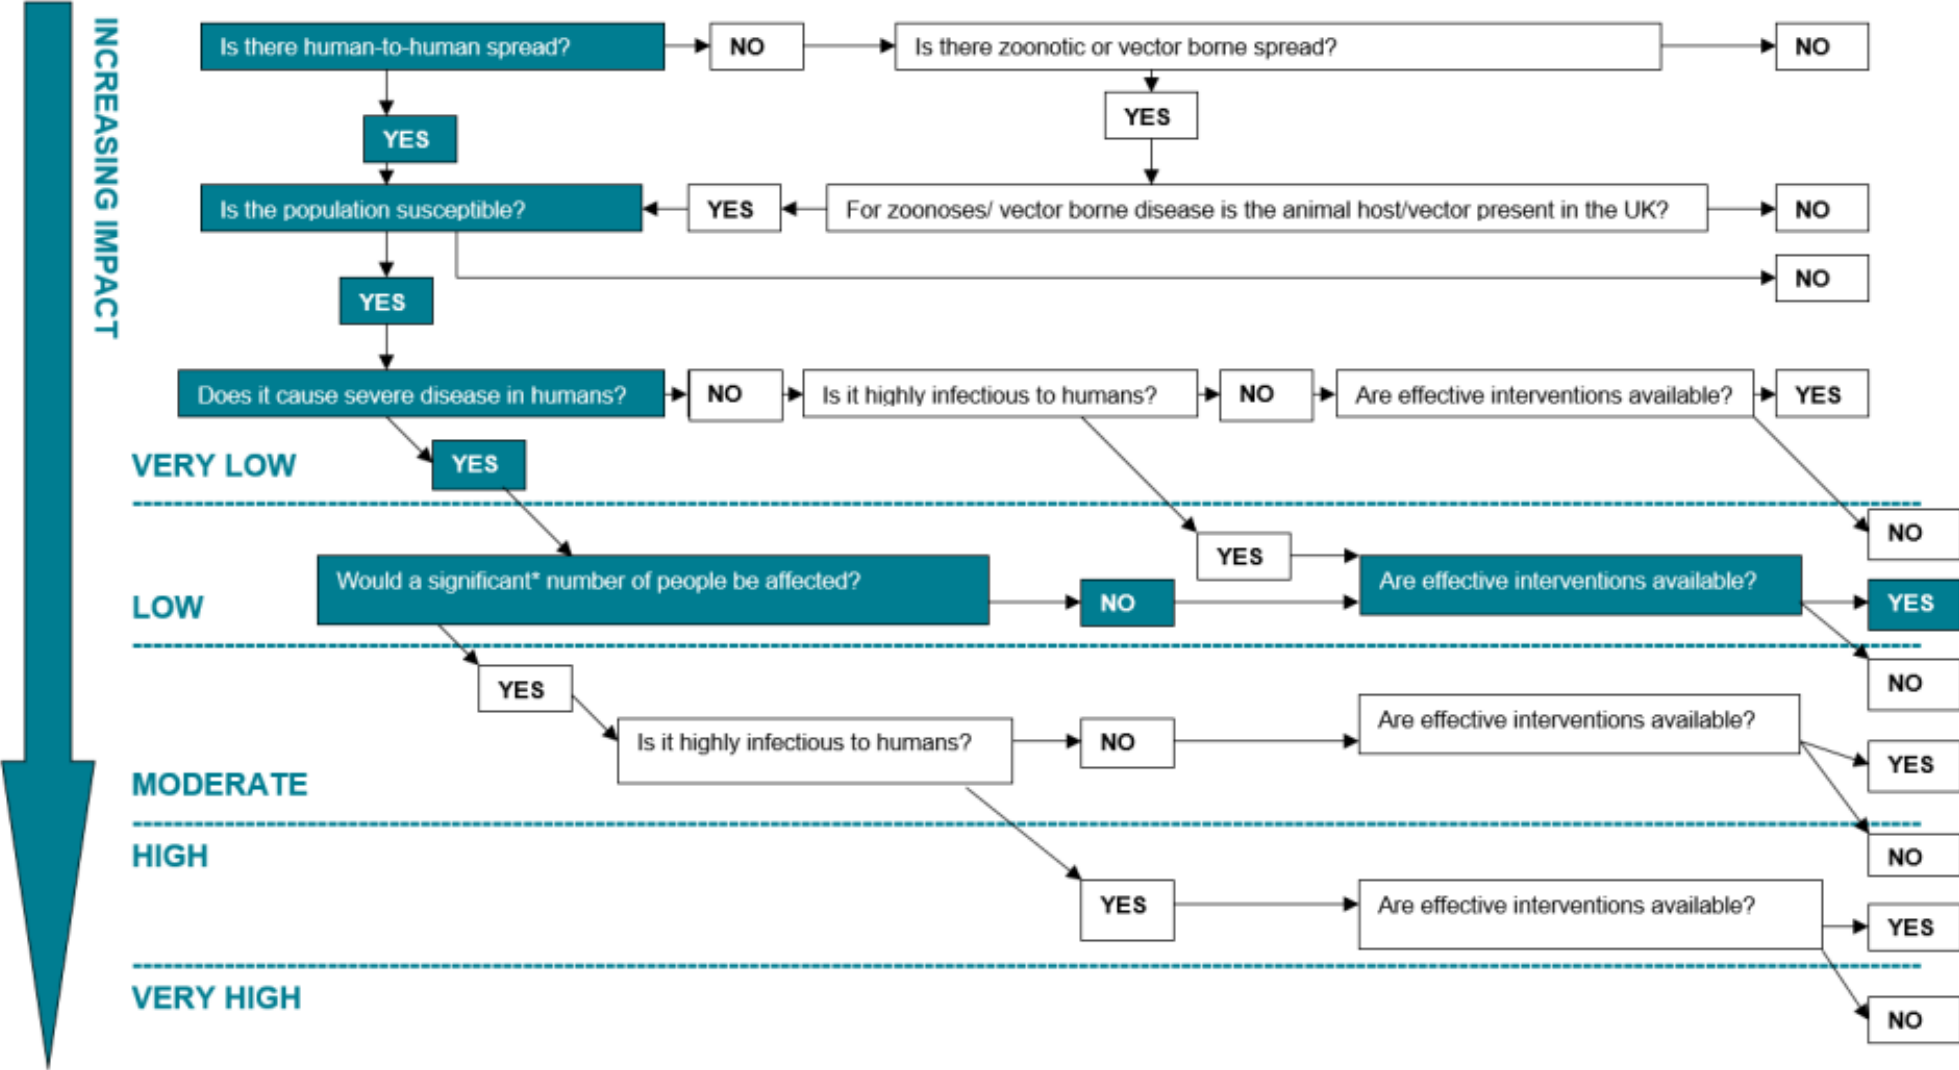 INCREASING IMPACT
Is there human-to-human spread?
NO
Is there zoonotic or vector borne spread?
NO
YES
YES
Is the population susceptible?
YES
For zoonoses/ vector borne disease is the animal host/vector present in the UK?
NO
NO
YES
Does it cause severe disease in humans?
NO
Is it highly infectious to humans?
NO
Are effective interventions available?
YES
VERY LOW
YES
NO
YES
Would a significant* number of people be affected?
Are effective interventions available?
LOW
NO
YES
YES
NO
Are effective interventions available?
Is it highly infectious to humans?
NO
YES
MODERATE
HIGH
NO
YES
Are effective interventions available?
YES
VERY HIGH
NO